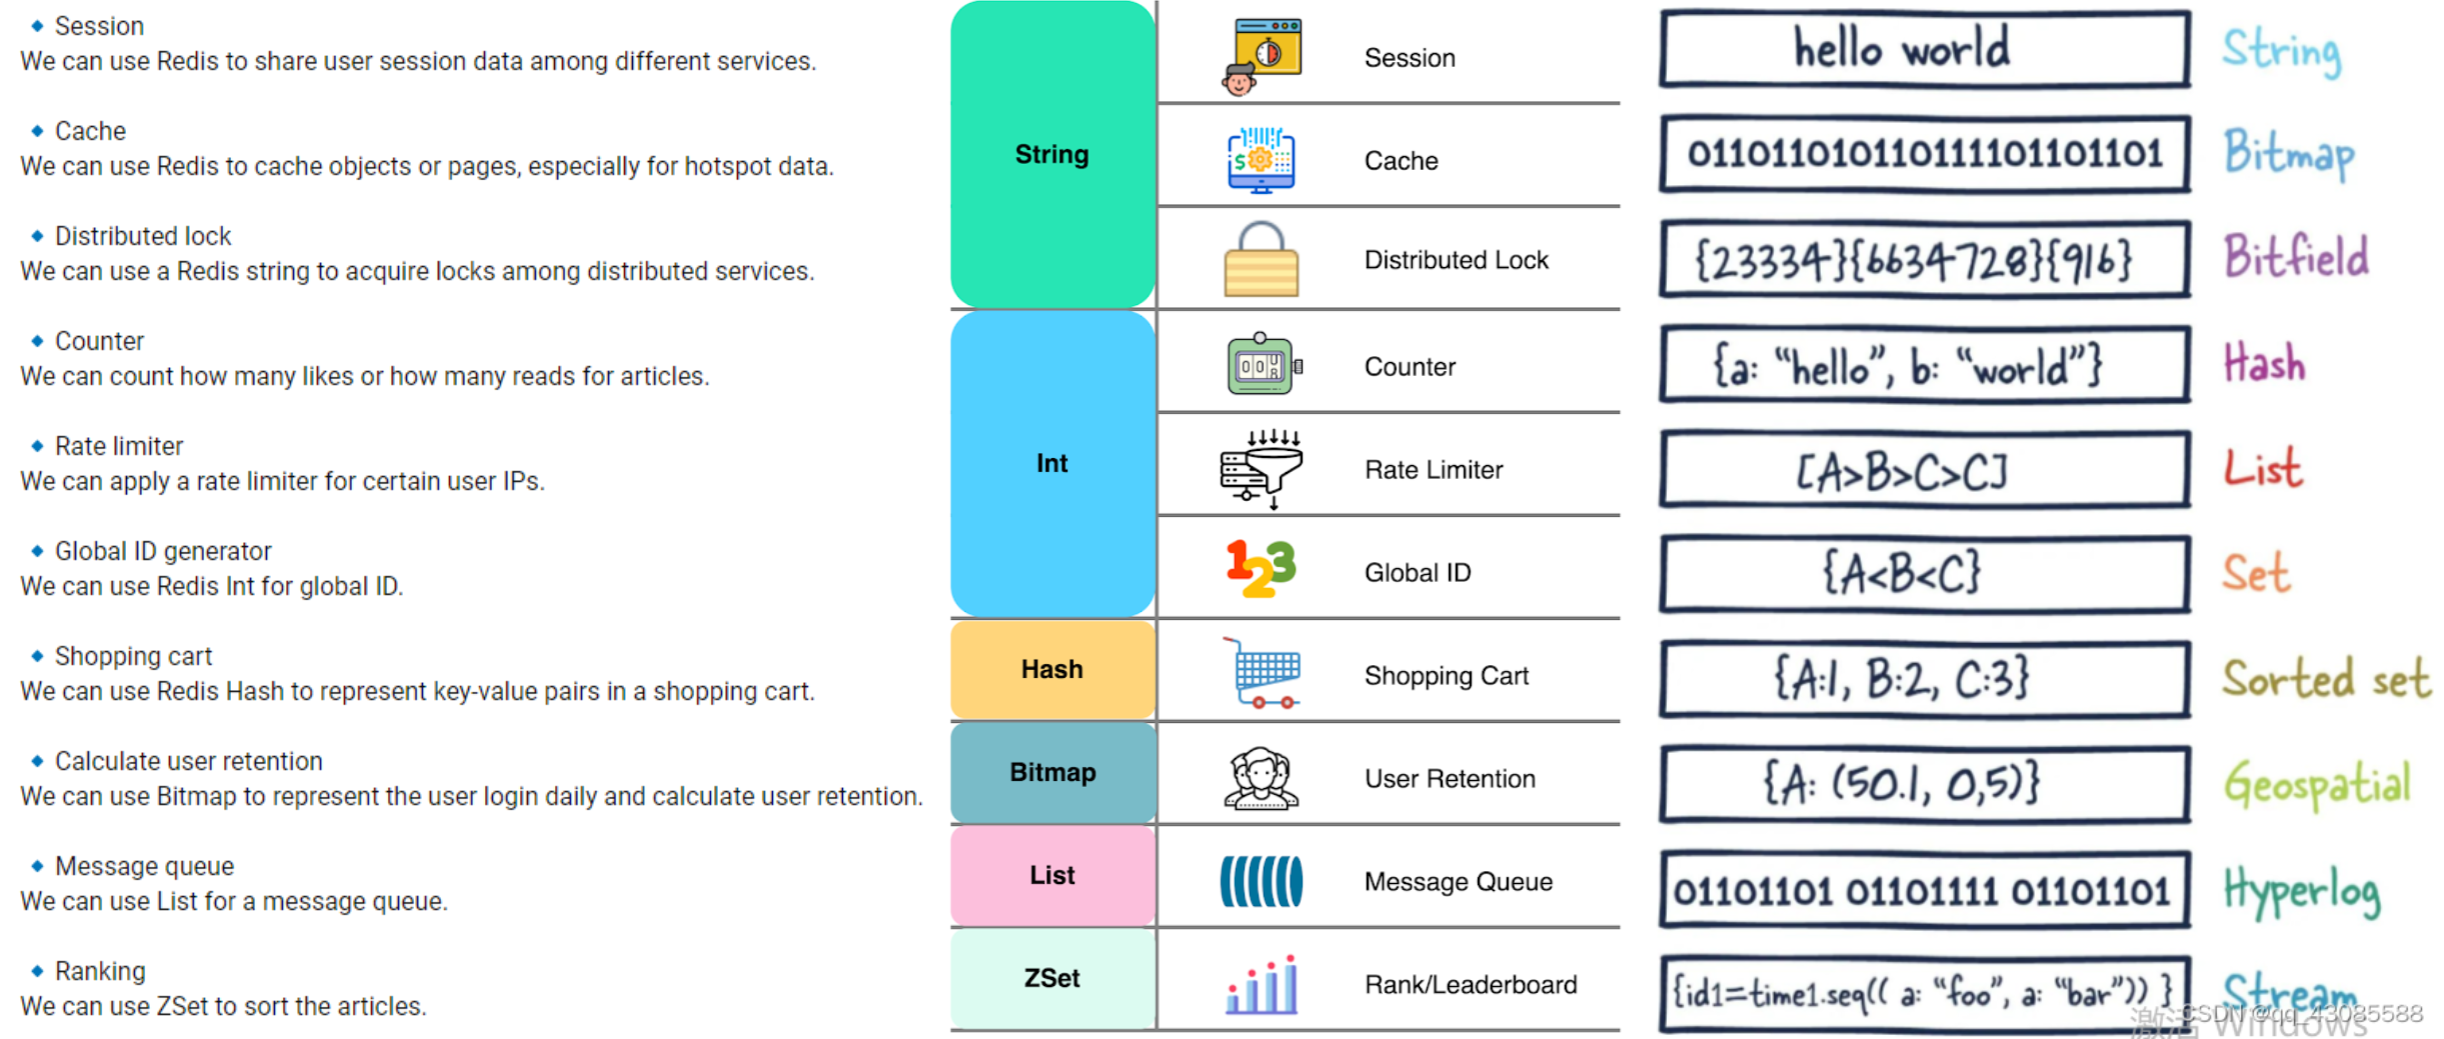 Session
We can use Redis to share user session data among different services.
Cache
We can use Redis to cache objects or pages, especially for hotspot data.
Distributed lock
We can use a Redis string to acquire locks among distributed services.
Counter
We can count how many likes or how many reads for articles.
Rate limiter
We can apply a rate limiter for certain user IPs.
Global ID generator
We can use Redis Int for global ID.
Shopping cart
We can use Redis Hash to represent key-value pairs in a shopping cart.
Calculate user retention
We can use Bitmap to represent the user login daily and calculate user retention.
Message queue
We can use List for a message queue.
Ranking
We can use ZSet to sort the articles.
String
Session
Cache
Distributed Lock
Int
Counter
Rate Limiter
Global ID
Hash
Shopping Cart
Bitmap
User Retention
List
Message Queue
ZSet
Rank/Leaderboard
hello world String
011011010110111101101101 Bitmap
{23334}{6634728}{916} Bitfield
{a: “hello”, b: “world”} Hash
[A>B>C>C] List
{A<B<C} Set
{A:1, B:2, C:3} Sorted set
{A: (50.1, 0,5)} Geospatial
01101101 01101111 01101101 Hyperlog
{id1=time1.seq(( a: “foo”, a: “bar”)) } Stream
CSDN @qq_43085588
激活 Windows